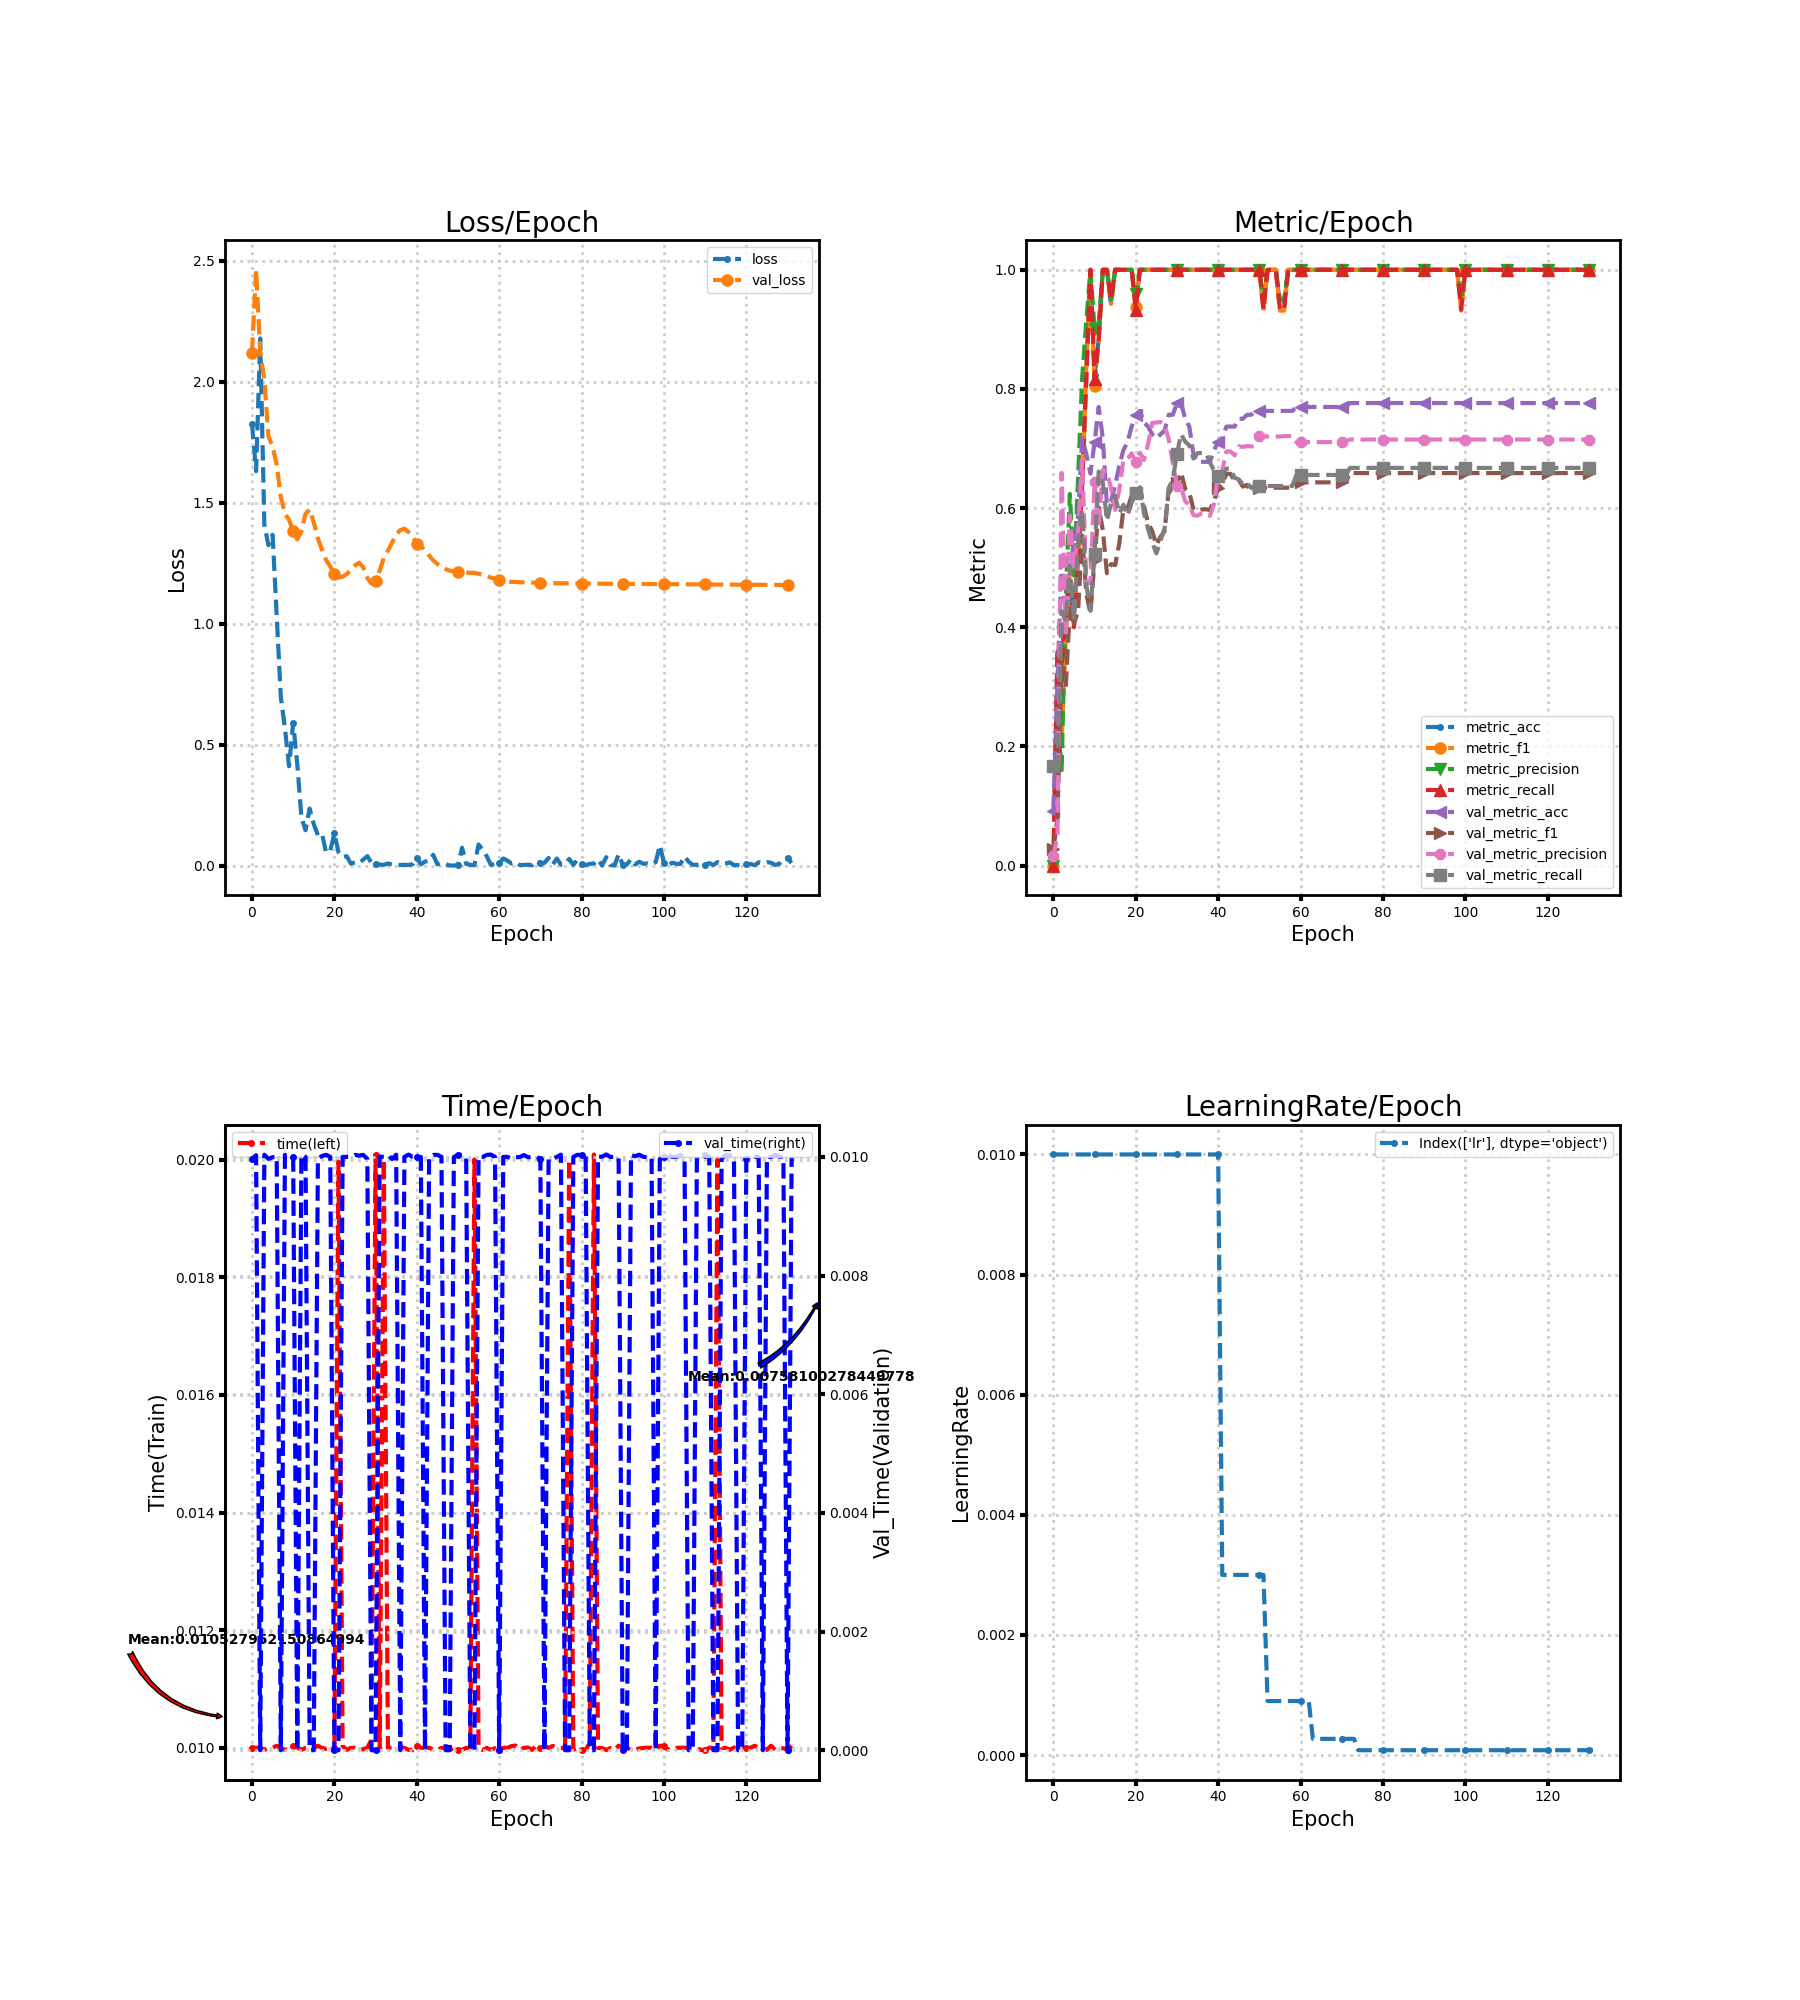 Loss/Epoch
2.5
2.0
1.5
1.0
0.5
0.0
Loss
loss
val_loss
0 20 40 60 80 100 120
Epoch
Metric/Epoch
1.0
0.8
0.6
0.4
0.2
0.0
Metric
metric_acc
metric_f1
metric_precision
metric_recall
val_metric_acc
val_metric_f1
val_metric_precision
val_metric_recall
0 20 40 60 80 100 120
Epoch
Time/Epoch
time(left)
val_time(right)
0.020
0.018
0.016
0.014
0.012
0.010
Time(Train)
0.010
0.008
0.006
0.004
0.002
0.000
Val_Time(Validation)
0 20 40 60 80 100 120
Epoch
LearningRate/Epoch
Index(['lr'], dtype='object')
0.010
0.008
0.006
0.004
0.002
0.000
LearningRate
0 20 40 60 80 100 120
Epoch